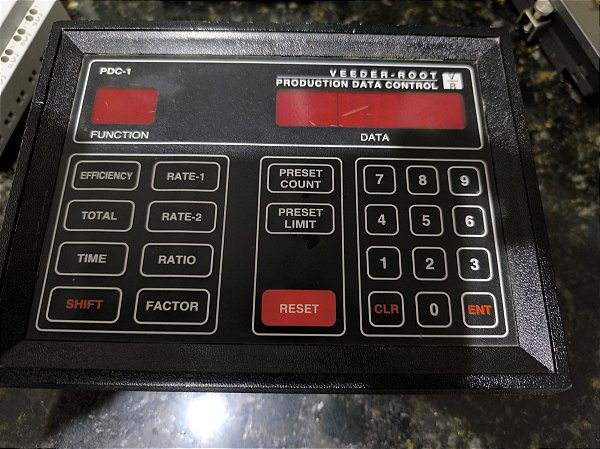 PDC-1
VEEDER-ROOT
V
R
PRODUCTION DATA CONTROL
FUNCTION
DATA
EFFICIENCY
RATE-1
TOTAL
RATE-2
TIME
RATIO
SHIFT
FACTOR
PRESET
COUNT
PRESET
LIMIT
RESET
7
8
9
4
5
6
1
2
3
CLR
0
ENT